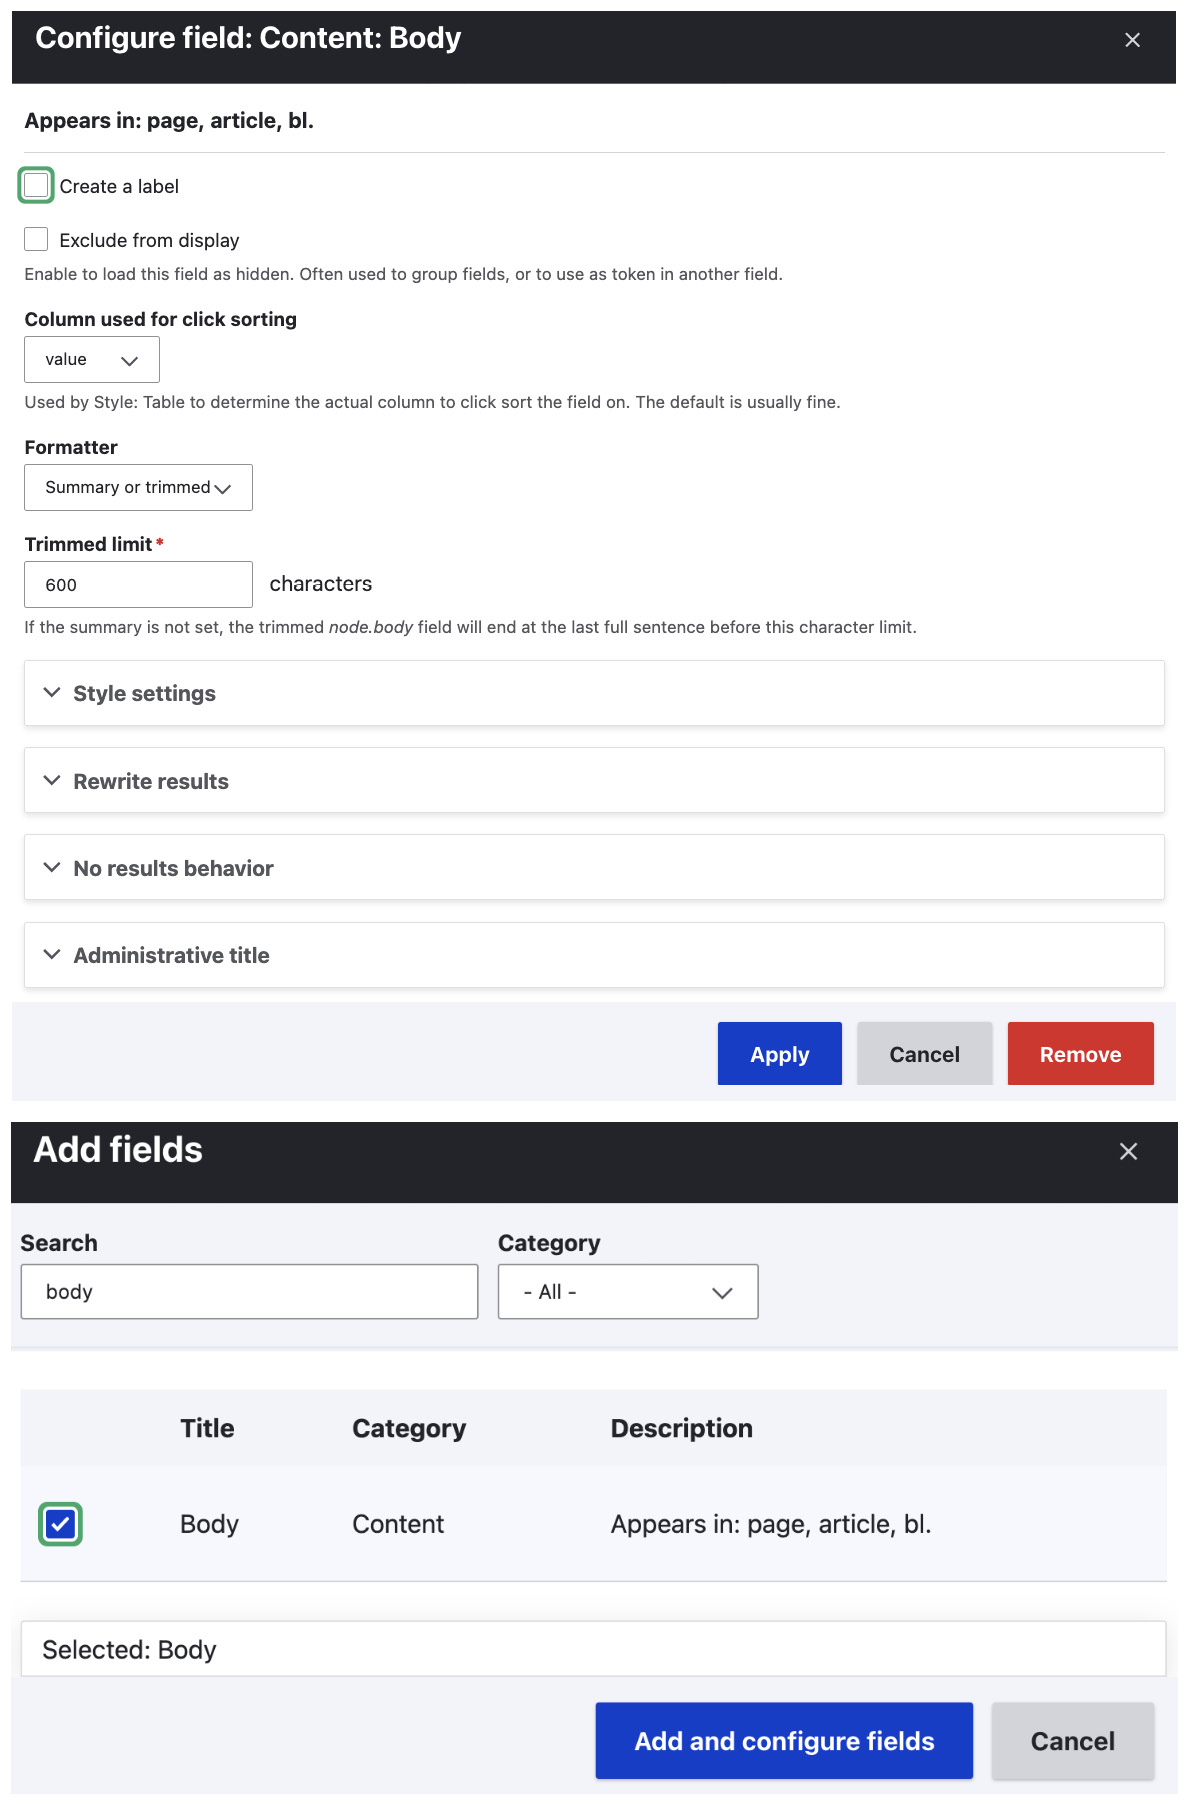 Configure field: Content: Body
Appears in: page, article, bl.
Create a label
Exclude from display
Enable to load this field as hidden. Often used to group fields, or to use as token in another field.
Column used for click sorting
value
Used by Style: Table to determine the actual column to click sort the field on. The default is usually fine.
Formatter
Summary or trimmed
Trimmed limit*
600 characters
If the summary is not set, the trimmed node.body field will end at the last full sentence before this character limit.
Style settings
Rewrite results
No results behavior
Administrative title
Apply Cancel Remove
Add fields
Search Category
body - All -
Title Category Description
Body Content Appears in: page, article, bl.
Selected: Body
Add and configure fields Cancel